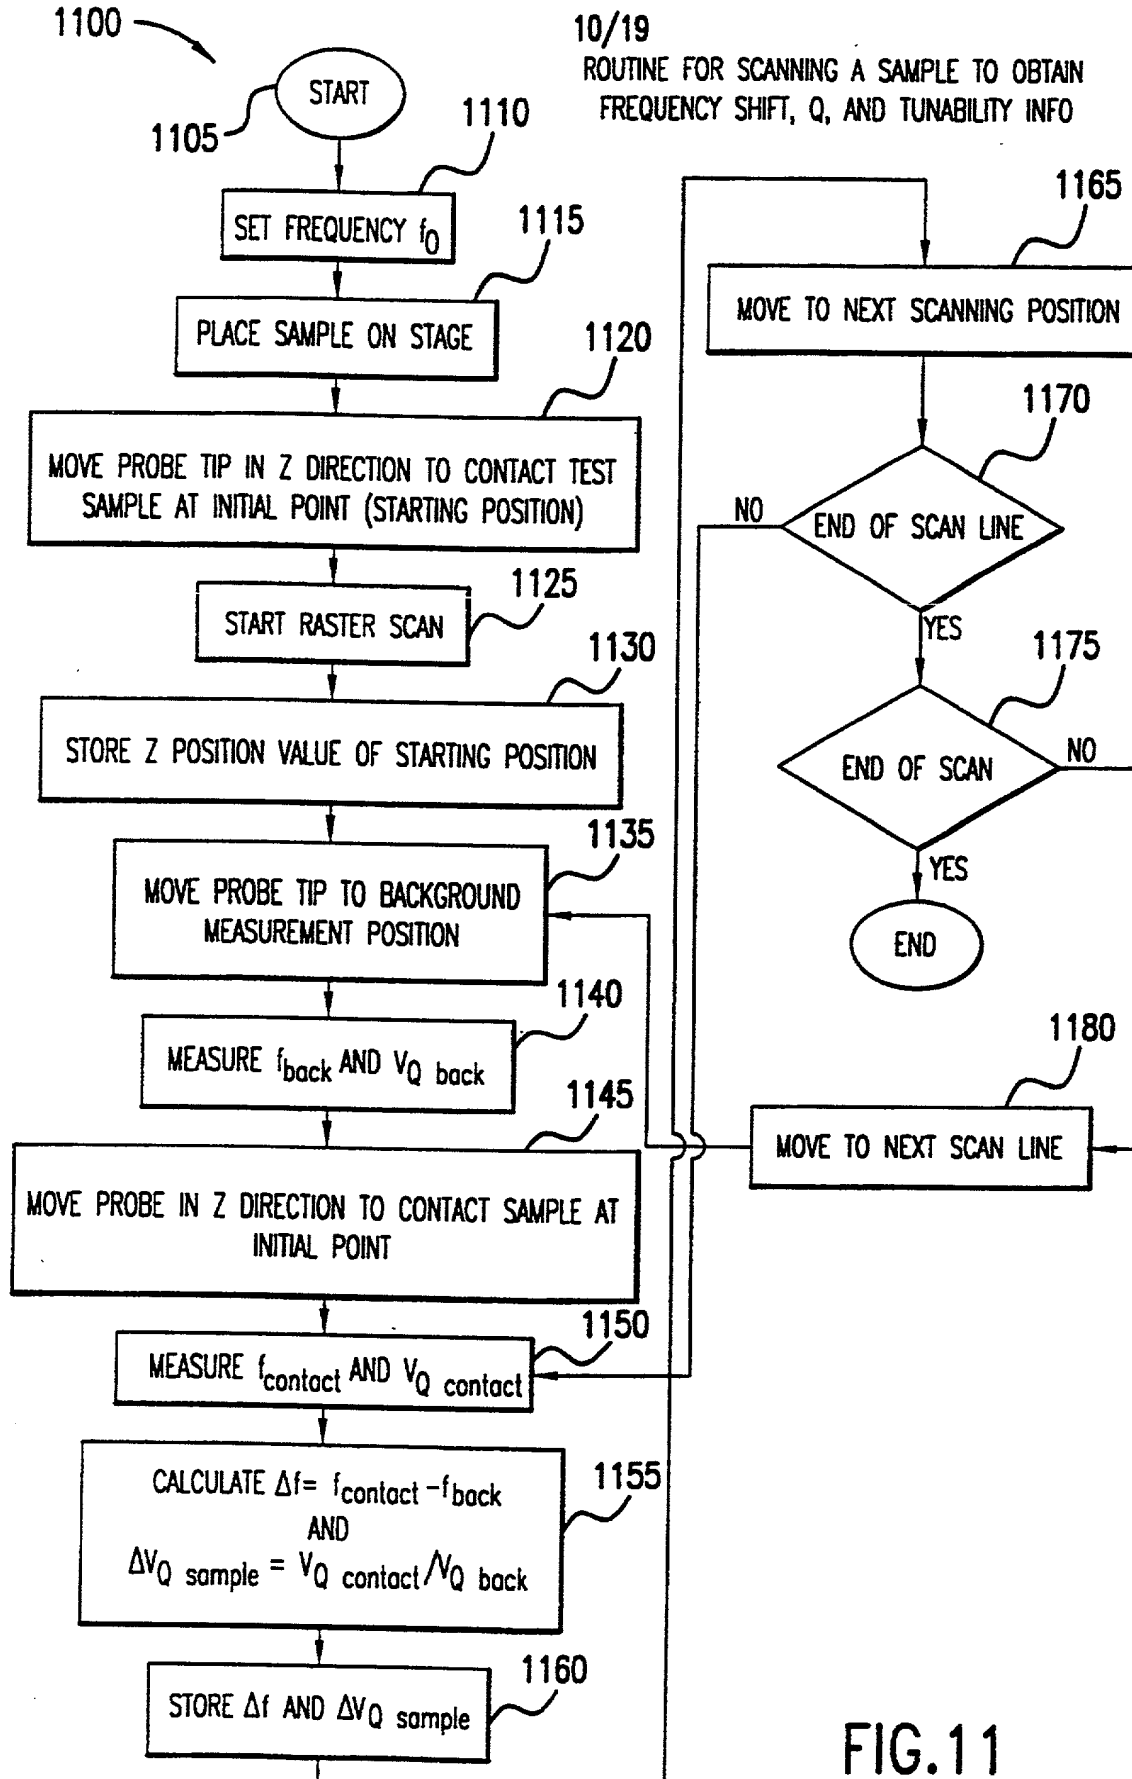 1100
10/19
ROUTINE FOR SCANNING A SAMPLE TO OBTAIN
FREQUENCY SHIFT, Q, AND TUNABILITY INFO
START
1105
1110
SET FREQUENCY f0
1115
PLACE SAMPLE ON STAGE
1120
MOVE PROBE TIP IN Z DIRECTION TO CONTACT TEST
SAMPLE AT INITIAL POINT (STARTING POSITION)
1125
START RASTER SCAN
1130
STORE Z POSITION VALUE OF STARTING POSITION
1135
MOVE PROBE TIP TO BACKGROUND
MEASUREMENT POSITION
1140
MEASURE fback AND VQ back
1145
MOVE PROBE IN Z DIRECTION TO CONTACT SAMPLE AT
INITIAL POINT
1150
MEASURE fcontact AND VQ contact
1155
CALCULATE Δf= fcontact -fback
AND
ΔVQ sample = VQ contact/VQ back
1160
STORE Δf AND ΔVQ sample
1165
MOVE TO NEXT SCANNING POSITION
1170
NO
END OF SCAN LINE
YES
1175
END OF SCAN
NO
YES
END
1180
MOVE TO NEXT SCAN LINE
FIG.11